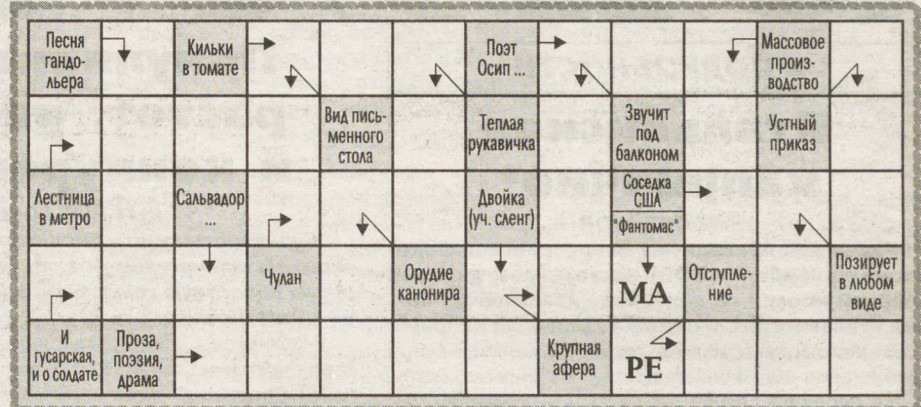 Песня
гандо-
льера
Кильки
в томате
Поэт
Осип ...
Массовое
произ-
водство
Вид пись-
менного
стола
Теплая
рукавичка
Звучит
под
балконом
Устный
приказ
Лестница
в метро
Сальвадор
...
Двойка
(уч. сленг)
Соседка
США
"Фантомас"
Чулан
Орудие
канонира
МА
Отступле-
ние
Позирует
в любом
виде
И
гусарская,
и о солдате
Проза,
поэзия,
драма
Крупная
афера
РЕ